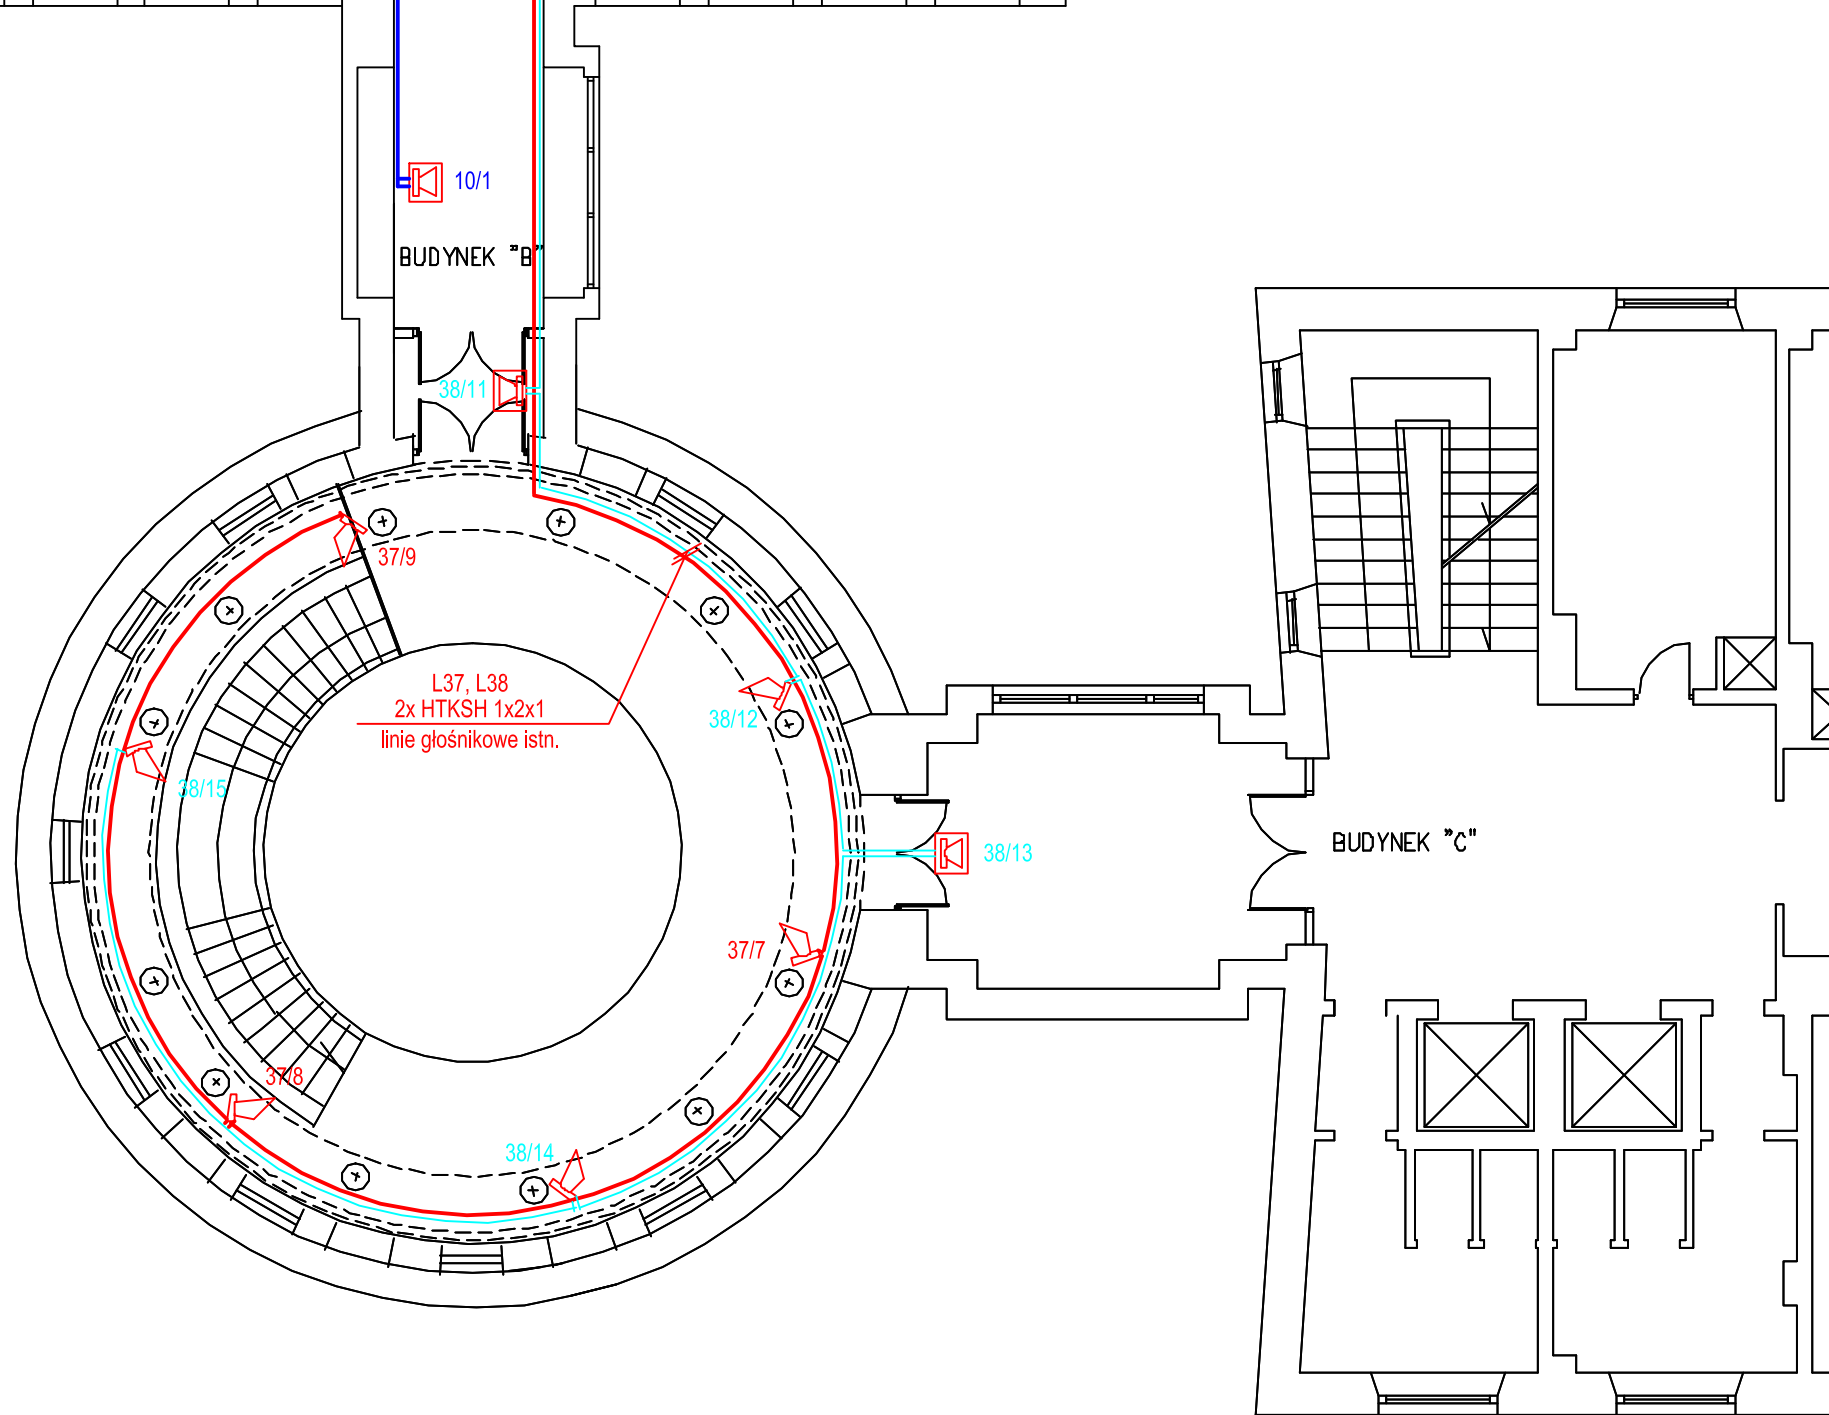 10/1
BUDYNEK "B"
38/11
37/9
L37, L38
2x HTKSH 1x2x1
linie głośnikowe istn.
38/12
38/15
BUDYNEK "C"
38/13
37/7
37/8
38/14